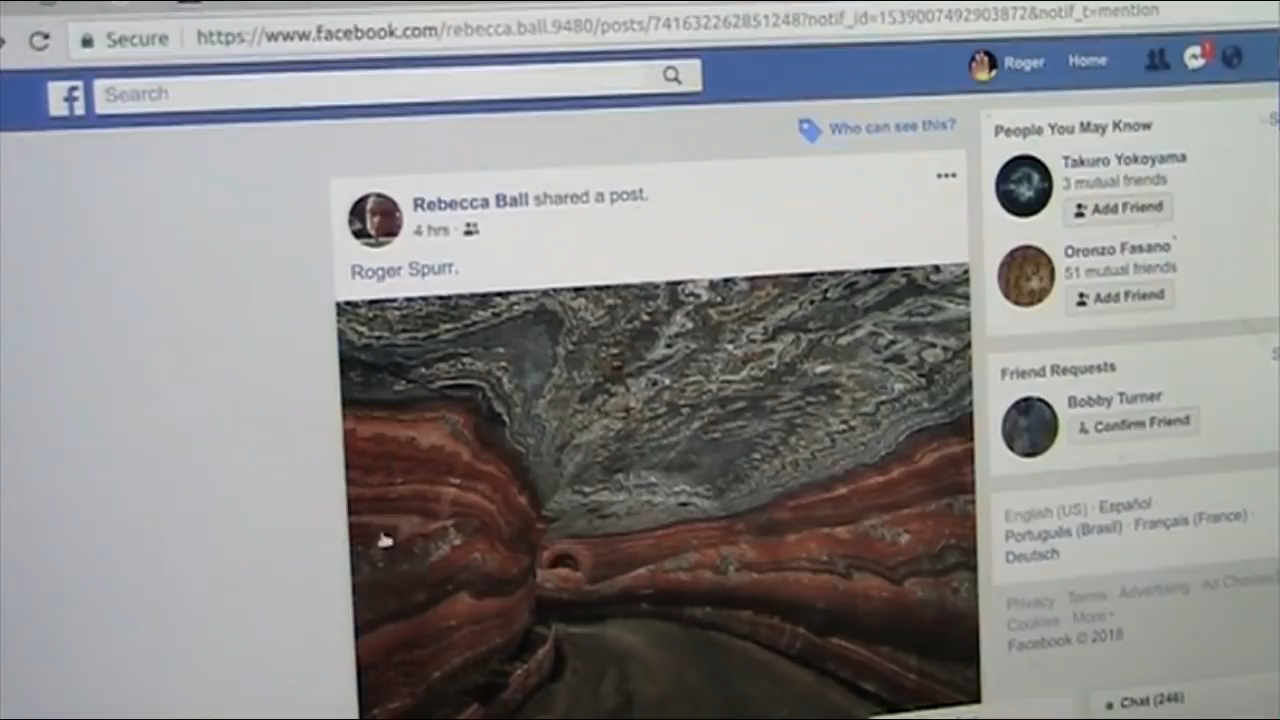 Secure https://www.facebook.com/rebecca.ball.9480/posts/741632262851248?notif_id=1539007492903872&notif_t=mention
f Search Roger Home 1
Who can see this?
Rebecca Ball shared a post.
4 hrs ·
Roger Spurr.
People You May Know
Takuro Yokoyama
3 mutual friends
Add Friend
Oronzo Fasano
51 mutual friends
Add Friend
Friend Requests
Bobby Turner
Confirm Friend
English (US) · Español ·
Português (Brasil) · Français (France) ·
Deutsch
Privacy · Terms · Advertising · Ad Choices
Cookies · More
Facebook © 2018
Chat (246)